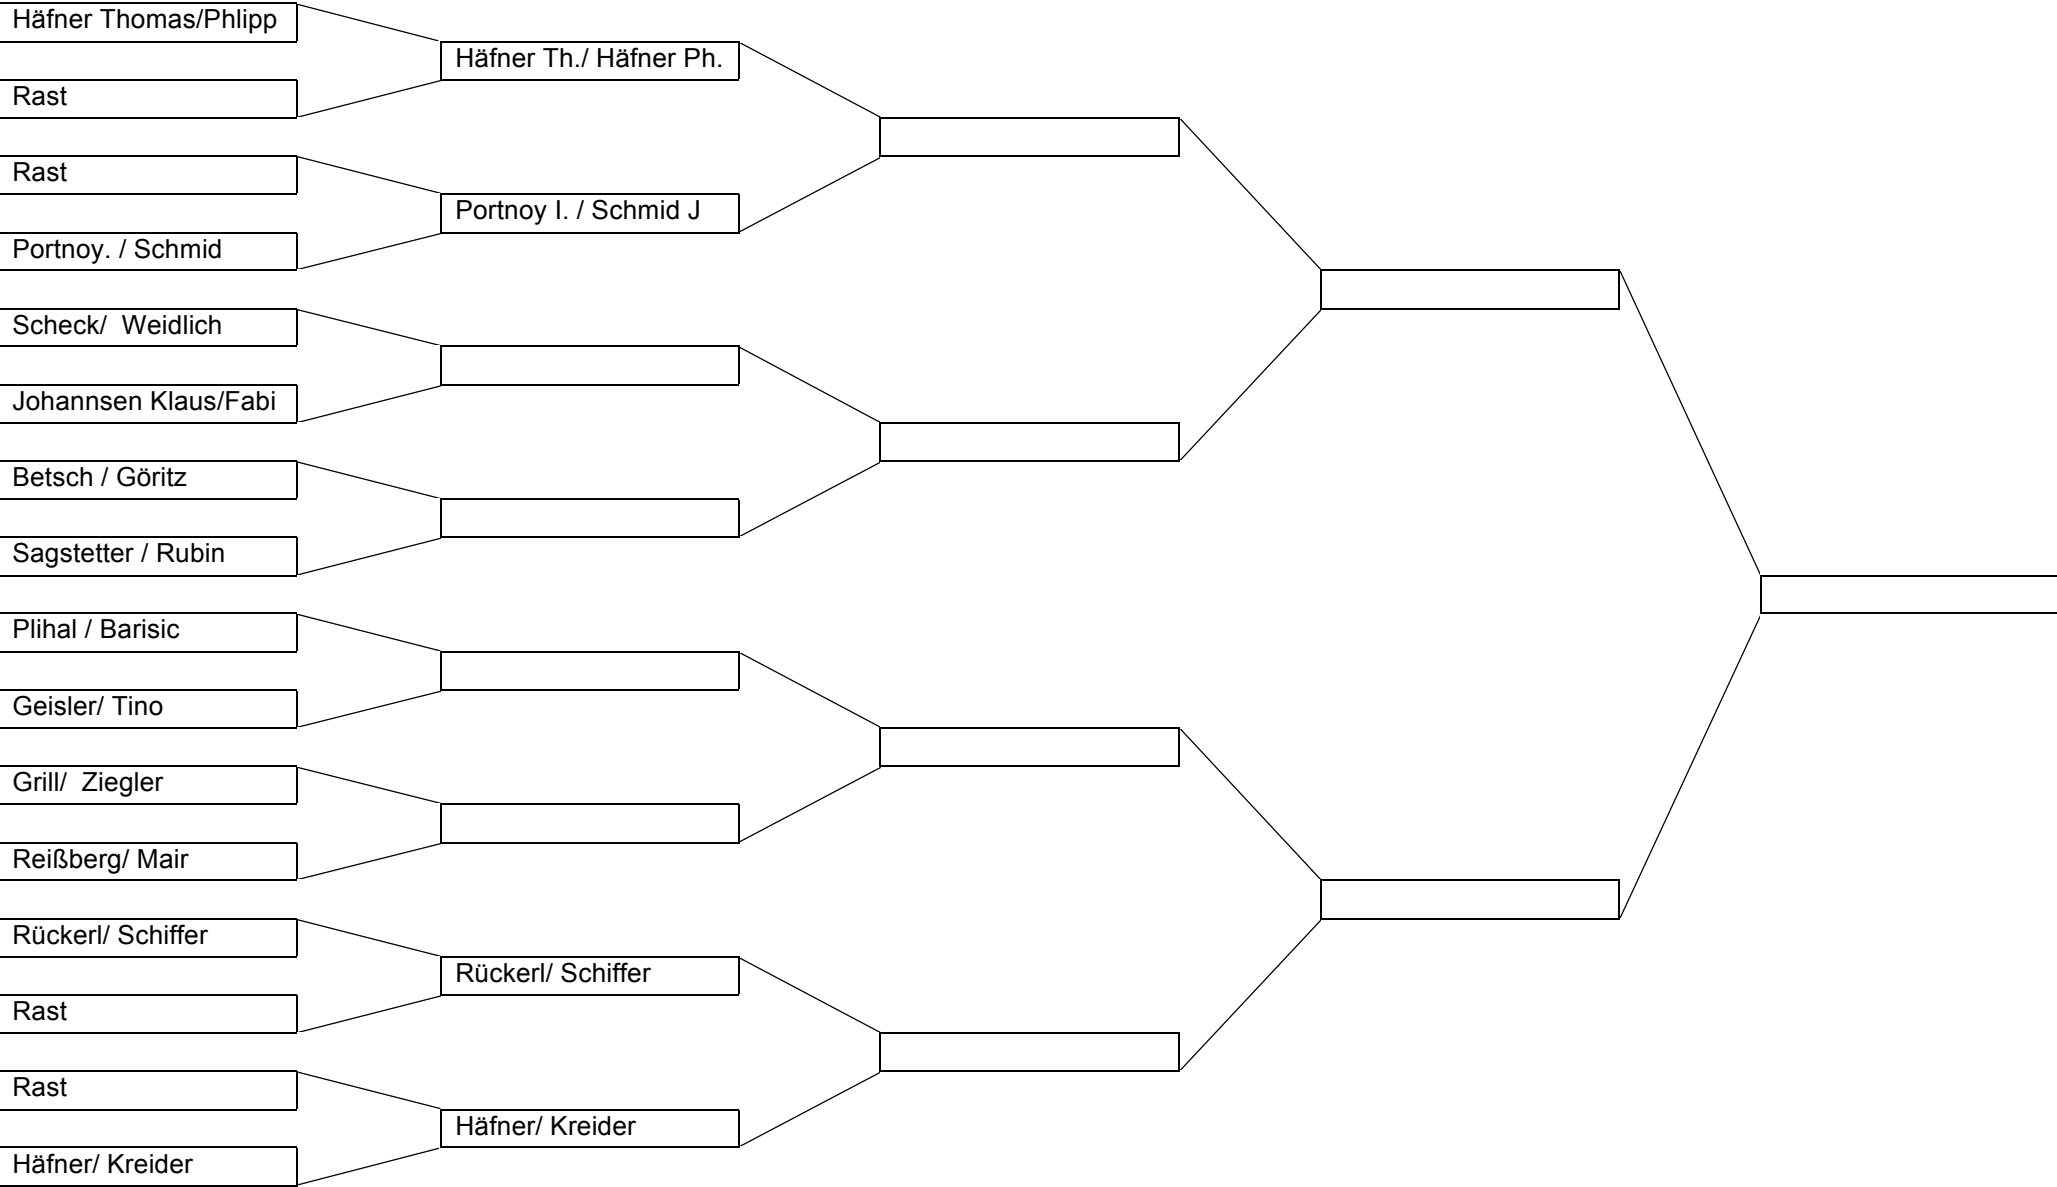 Häfner Thomas/Phlipp
Häfner Th./ Häfner Ph.
Rast
Rast
Portnoy I. / Schmid J
Portnoy. / Schmid
Scheck/  Weidlich
Johannsen Klaus/Fabi
Betsch / Göritz
Sagstetter / Rubin
Plihal / Barisic
Geisler/ Tino
Grill/  Ziegler
Reißberg/ Mair
Rückerl/ Schiffer
Rückerl/ Schiffer
Rast
Rast
Häfner/ Kreider
Häfner/ Kreider